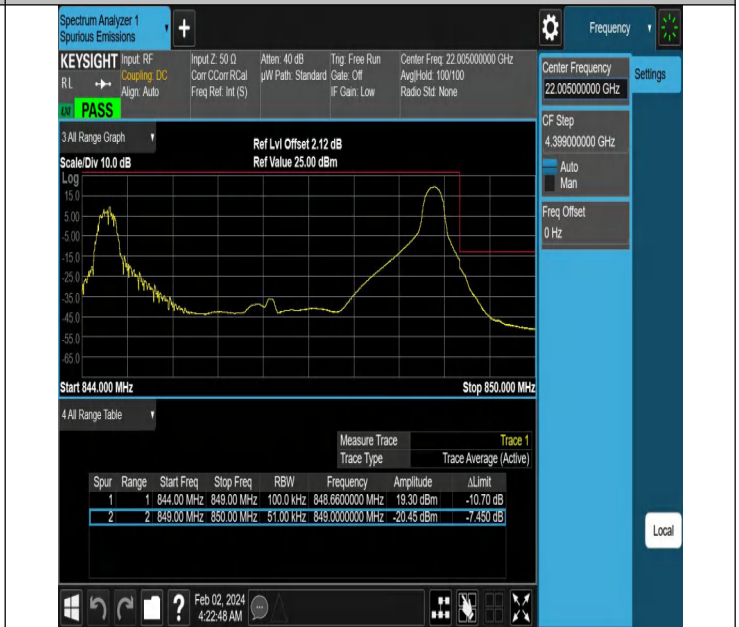 Spectrum Analyzer 1
Spurious Emissions
+
Frequency
KEYSIGHT Input: RF Input Z: 50 Ω Atten: 40 dB Trig: Free Run Center Freq: 22.005000000 GHz
RL Coupling: DC Corr CCorr RCal µW Path: Standard Gate: Off Avg|Hold: 100/100
Align: Auto Freq Ref: Int (S) IF Gain: Low Radio Std: None
PASS
Center Frequency
22.005000000 GHz
Settings
CF Step
4.399000000 GHz
Auto
Man
Freq Offset
0 Hz
3 All Range Graph
Ref Lvl Offset 2.12 dB
Scale/Div 10.0 dB Ref Value 25.00 dBm
Log
15.0
5.00
-5.00
-15.0
-25.0
-35.0
-45.0
-55.0
-65.0
Start 844.000 MHz Stop 850.000 MHz
4 All Range Table
Measure Trace Trace 1
Trace Type Trace Average (Active)
Spur Range Start Freq Stop Freq RBW Frequency Amplitude ΔLimit
1 1 844.00 MHz 849.00 MHz 100.0 kHz 848.6600000 MHz 19.30 dBm -10.70 dB
2 2 849.00 MHz 850.00 MHz 51.00 kHz 849.0000000 MHz -20.45 dBm -7.450 dB
Local
? Feb 02, 2024
4:22:48 AM